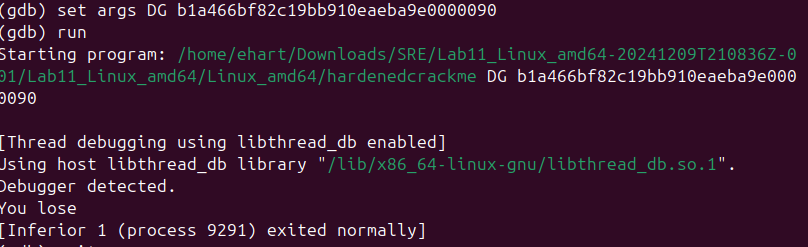 (gdb) set args DG b1a466bf82c19bb910eaeba9e0000090
(gdb) run
Starting program: /home/ehart/Downloads/SRE/Lab11_Linux_amd64-20241209T210836Z-0
01/Lab11_Linux_amd64/Linux_amd64/hardenedcrackme DG b1a466bf82c19bb910eaeba9e000
0090
[Thread debugging using libthread_db enabled]
Using host libthread_db library "/lib/x86_64-linux-gnu/libthread_db.so.1".
Debugger detected.
You lose
[Inferior 1 (process 9291) exited normally]